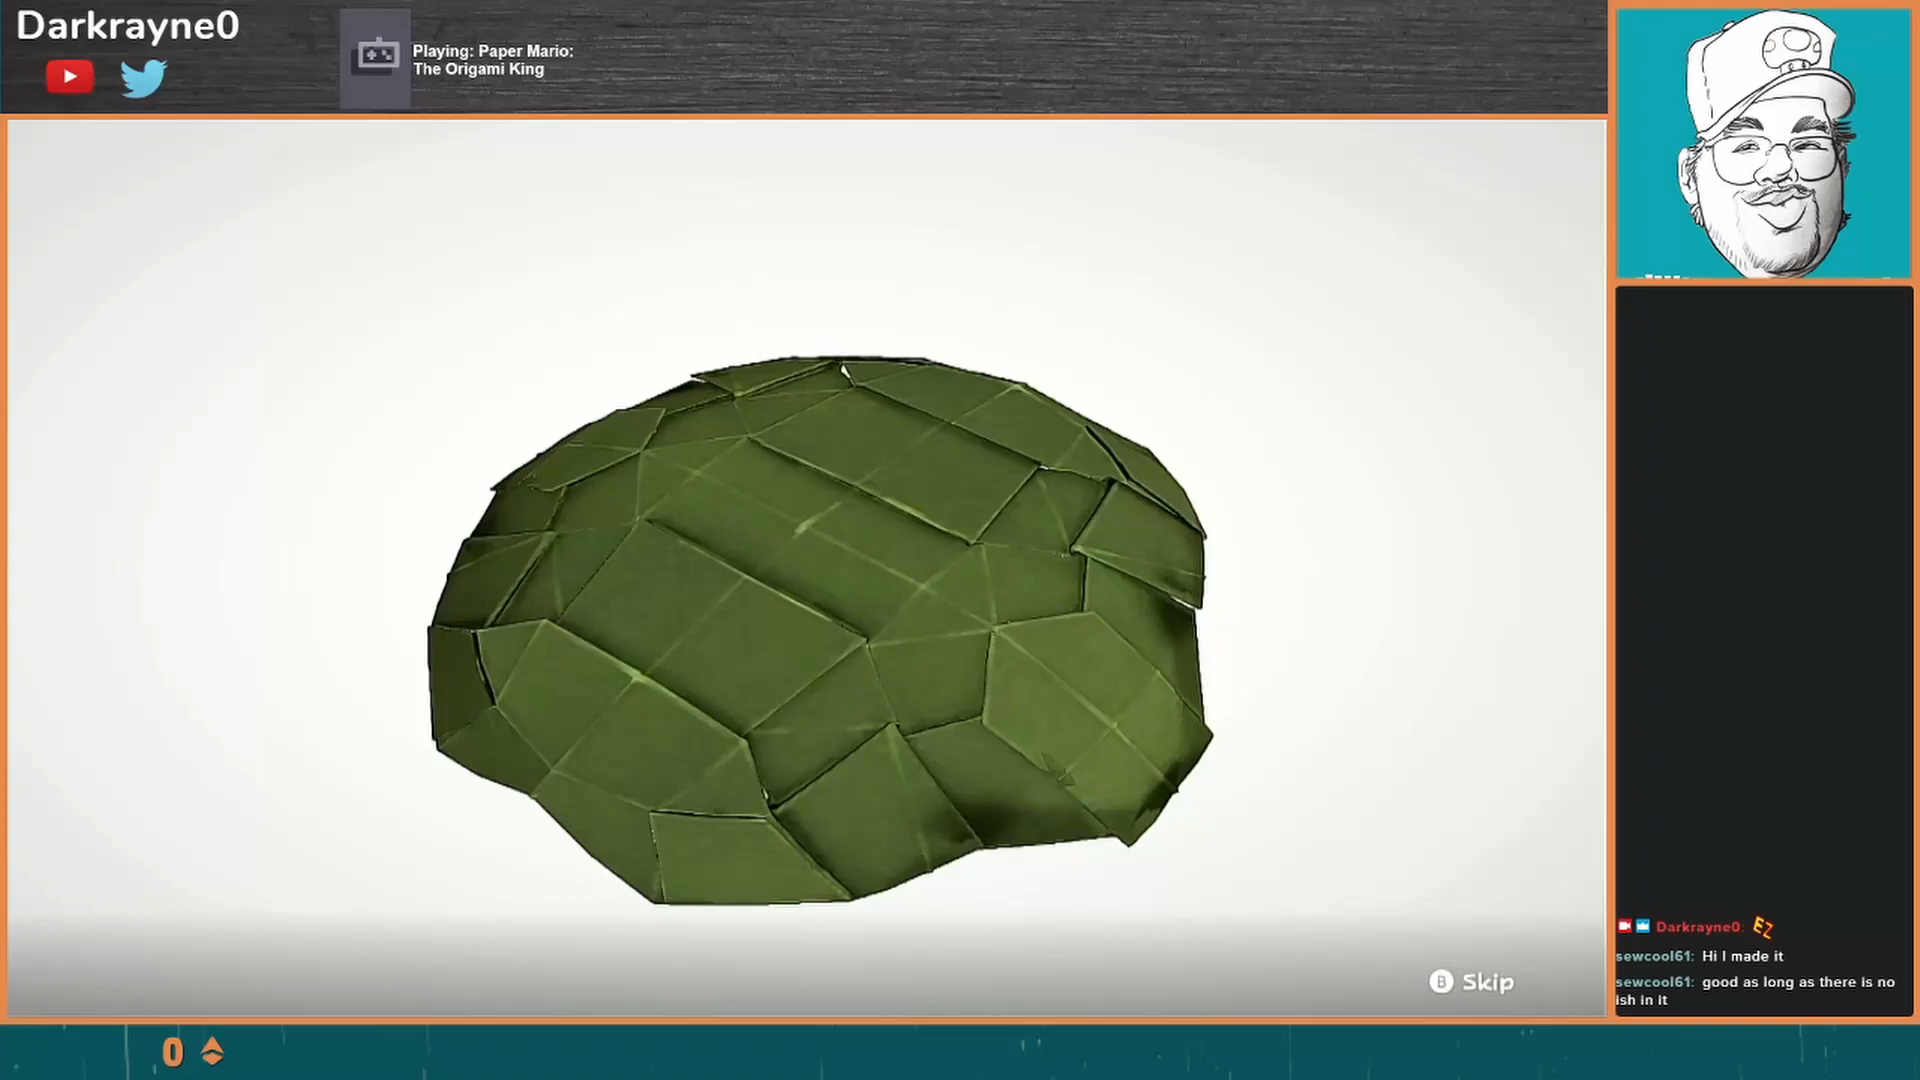 Darkrayne0
Playing: Paper Mario:
The Origami King
B Skip
Darkrayne0: EZ
sewcool61: Hi I made it
sewcool61: good as long as there is no
ish in it
0